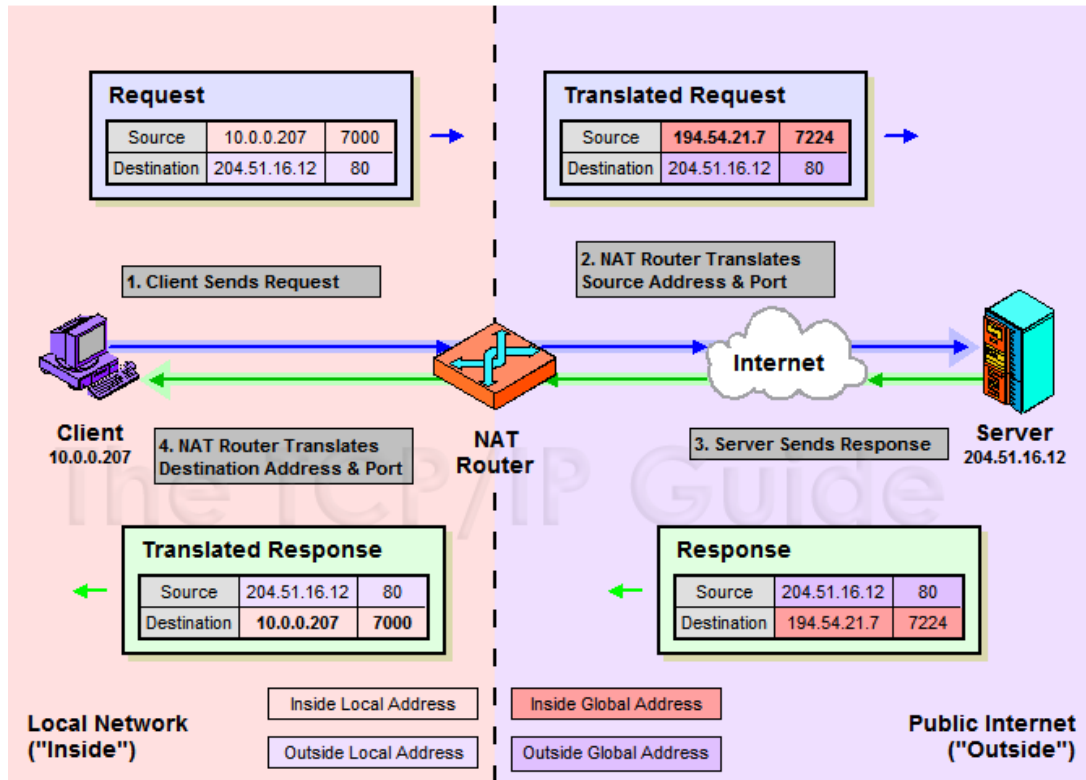 Request
Source 10.0.0.207 7000
Destination 204.51.16.12 80
Translated Request
Source 194.54.21.7 7224
Destination 204.51.16.12 80
1. Client Sends Request
2. NAT Router Translates
Source Address & Port
Internet
Client
10.0.0.207
NAT
Router
Server
204.51.16.12
4. NAT Router Translates
Destination Address & Port
3. Server Sends Response
The TCP/IP Guide
Translated Response
Source 204.51.16.12 80
Destination 10.0.0.207 7000
Response
Source 204.51.16.12 80
Destination 194.54.21.7 7224
Inside Local Address
Inside Global Address
Outside Local Address
Outside Global Address
Local Network
("Inside")
Public Internet
("Outside")